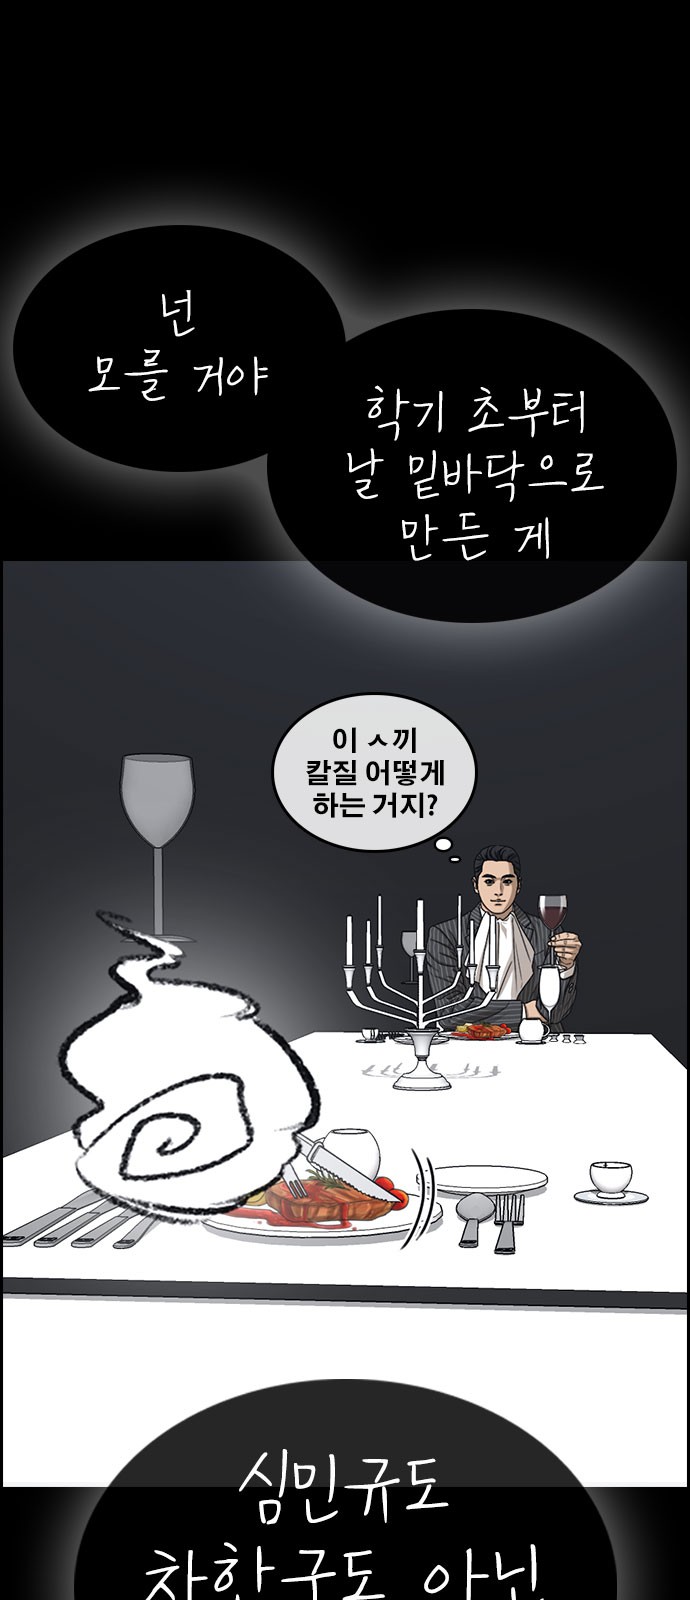 넌
모를 거야
학기 초부터
날 밑바닥으로
만든 게
이 ㅅ끼
칼질 어떻게
하는 거지?
심민규도
차한구도 아닌